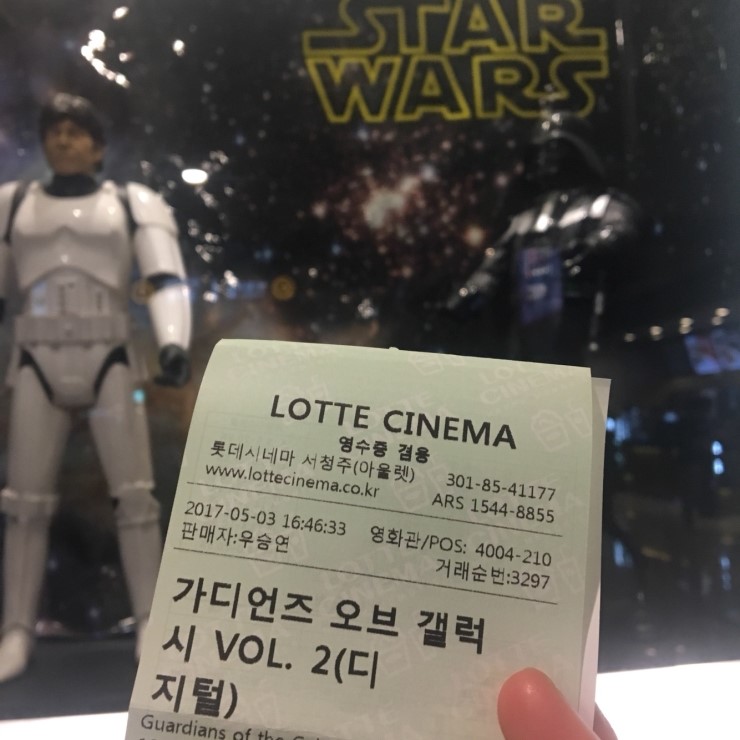 STAR
WARS
LOTTE CINEMA
영수증 겸용
롯데시네마 서청주(아울렛) 301-85-41177
www.lottecinema.co.kr ARS 1544-8855
2017-05-03 16:46:33 영화관/POS: 4004-210
판매자:우승연 거래순번:3297
가디언즈 오브 갤럭
시 VOL. 2(디
지털)
Guardians of the